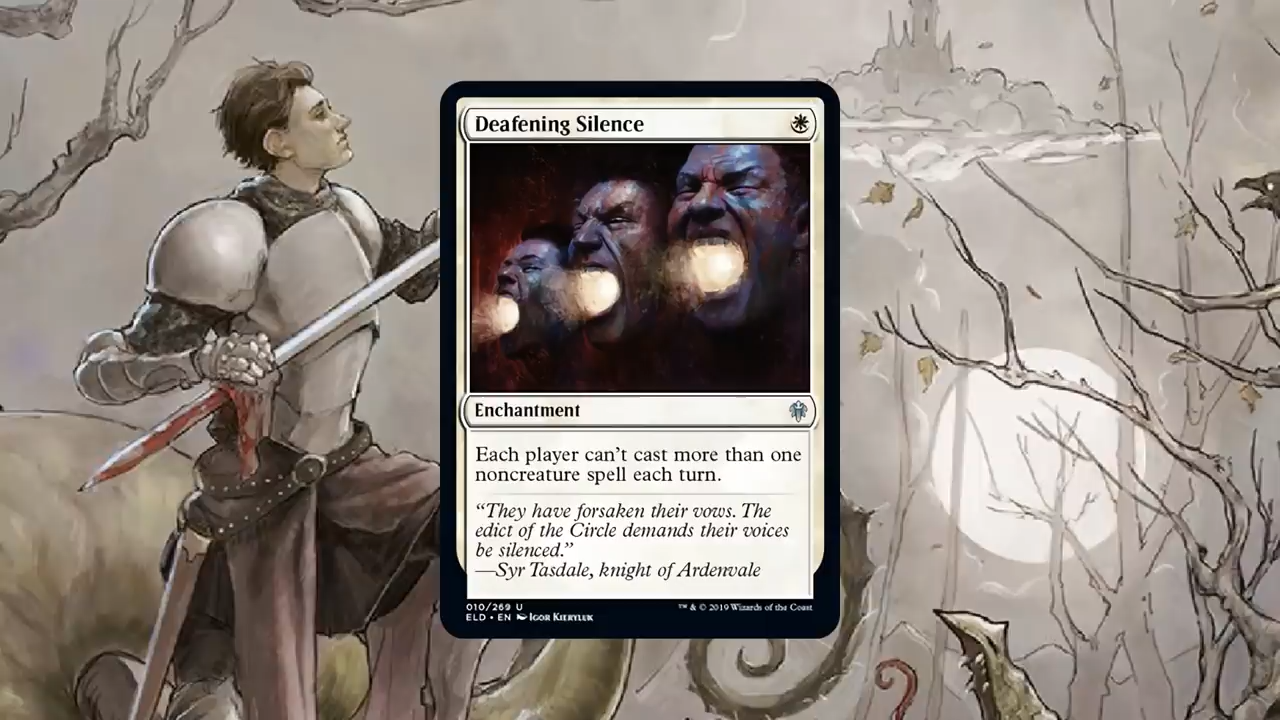 Deafening Silence
Enchantment
Each player can't cast more than one
noncreature spell each turn.
“They have forsaken their vows. The
edict of the Circle demands their voices
be silenced.”
—Syr Tasdale, knight of Ardenvale
010/269 U
™ & © 2019 Wizards of the Coast
ELD • EN Igor Kieryluk